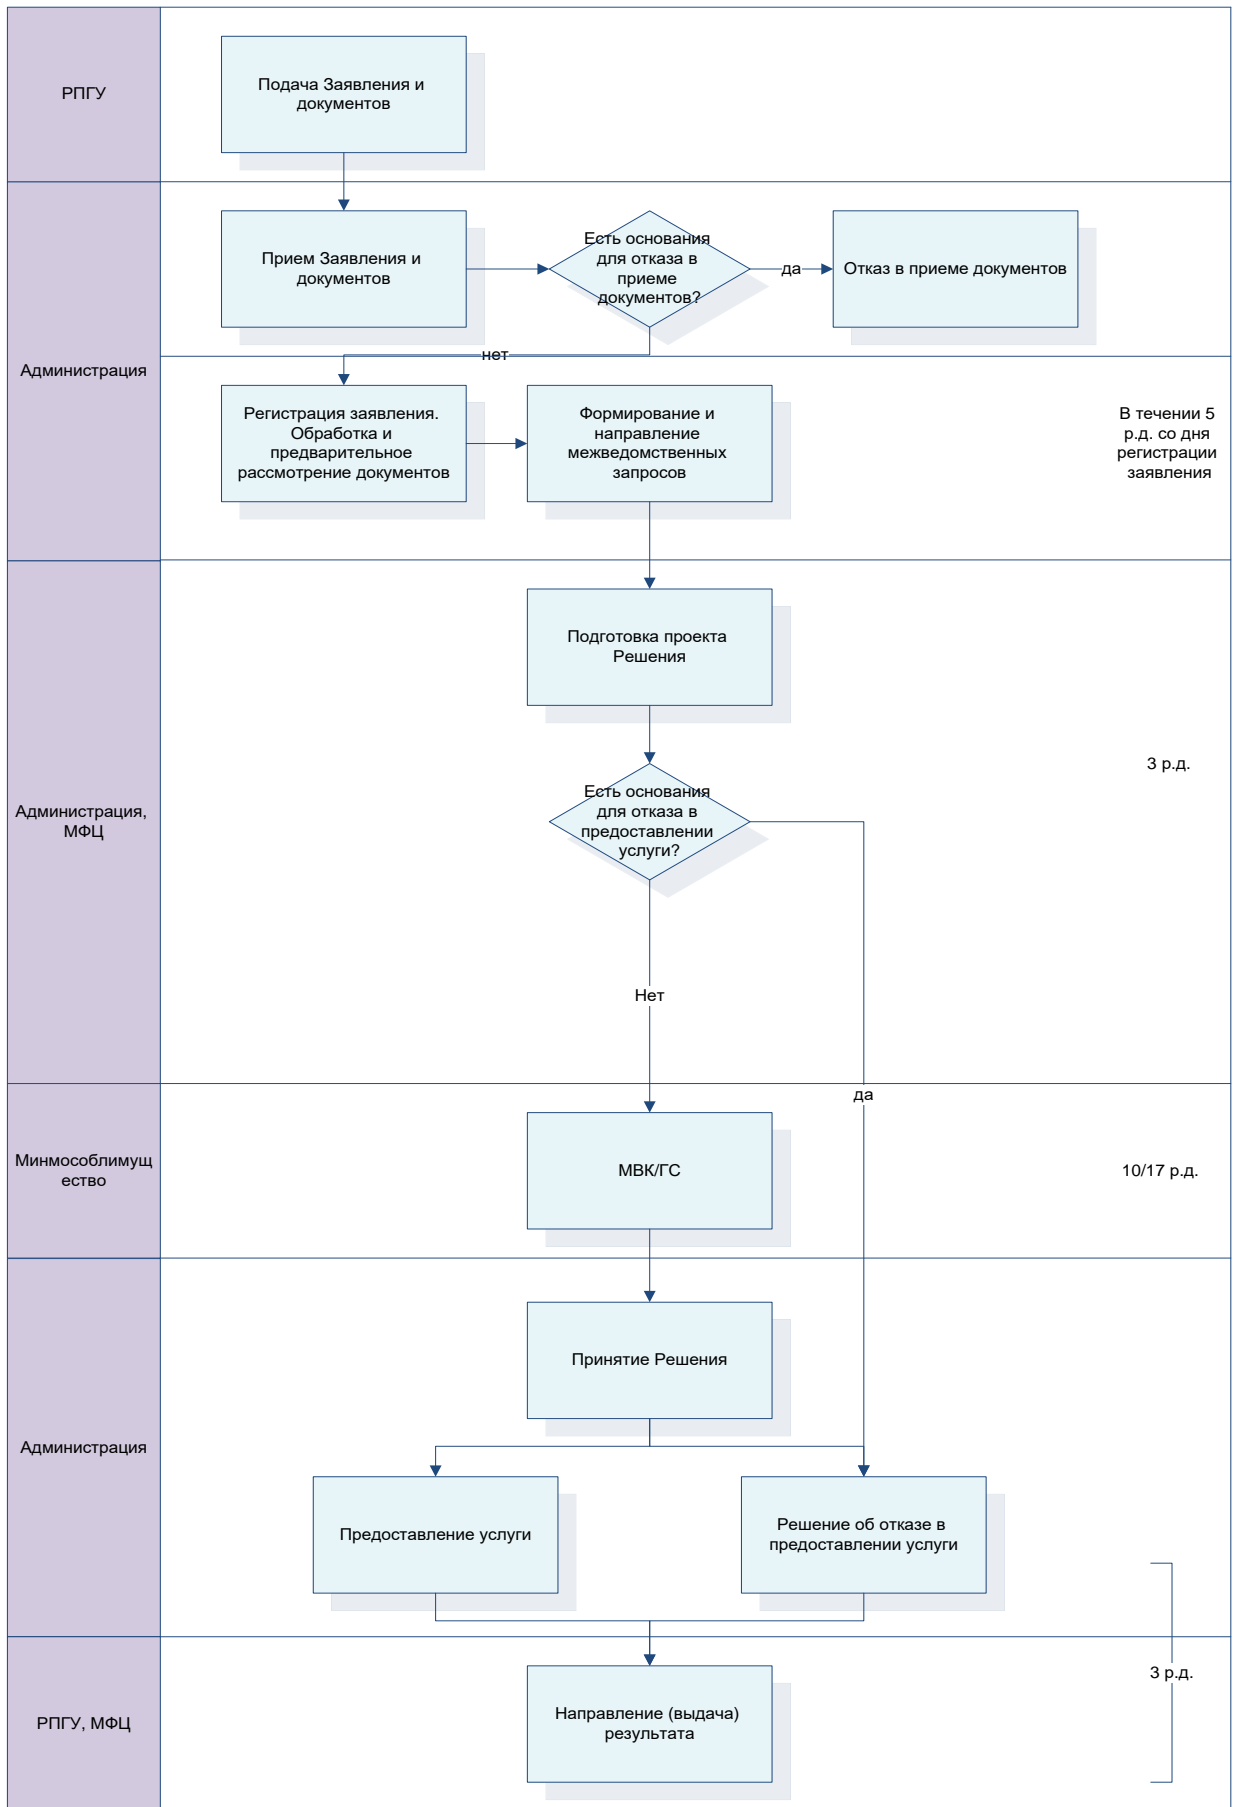 РПГУ
Подача Заявления и
документов
Администрация
Прием Заявления и
документов
Есть основания
для отказа в
приеме
документов?
да
Отказ в приеме документов
нет
Регистрация заявления.
Обработка и
предварительное
рассмотрение документов
Формирование и
направление
межведомственных
запросов
В течении 5
р.д. со дня
регистрации
заявления
Администрация,
МФЦ
Подготовка проекта
Решения
3 р.д.
Есть основания
для отказа в
предоставлении
услуги?
Нет
да
Минмособлимущ
ество
МВК/ГС
10/17 р.д.
Администрация
Принятие Решения
Предоставление услуги
Решение об отказе в
предоставлении услуги
3 р.д.
РПГУ, МФЦ
Направление (выдача)
результата